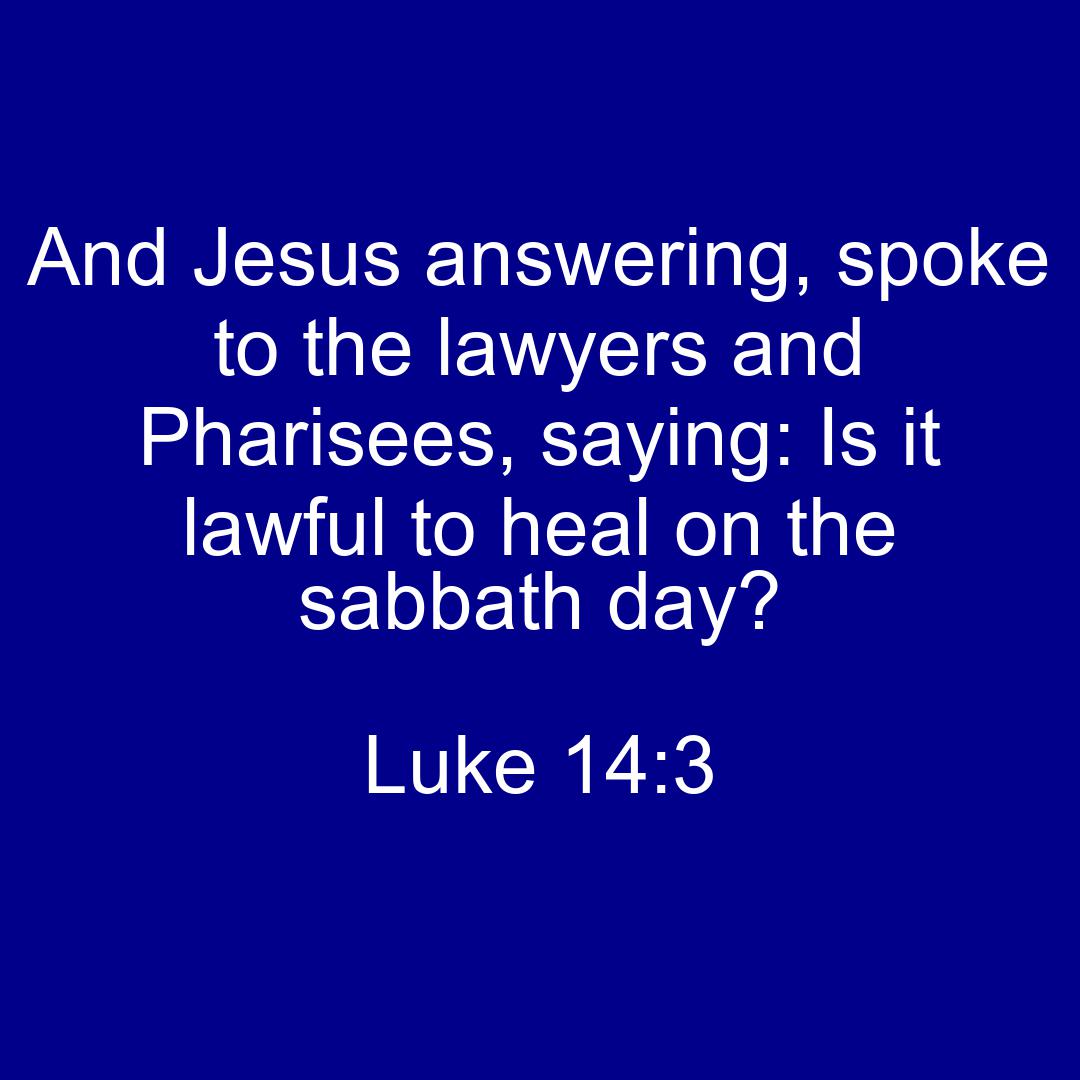 And Jesus answering, spoke
to the lawyers and
Pharisees, saying: Is it
lawful to heal on the
sabbath day?
Luke 14:3